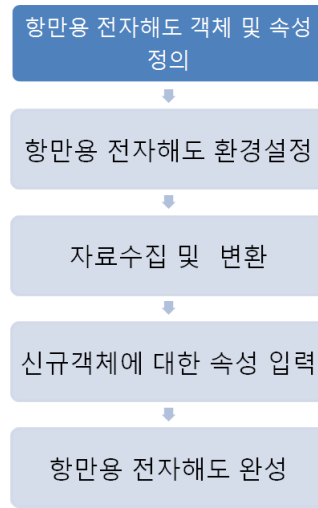 항만용 전자해도 객체 및 속성
정의
항만용 전자해도 환경설정
자료수집 및 변환
신규객체에 대한 속성 입력
항만용 전자해도 완성